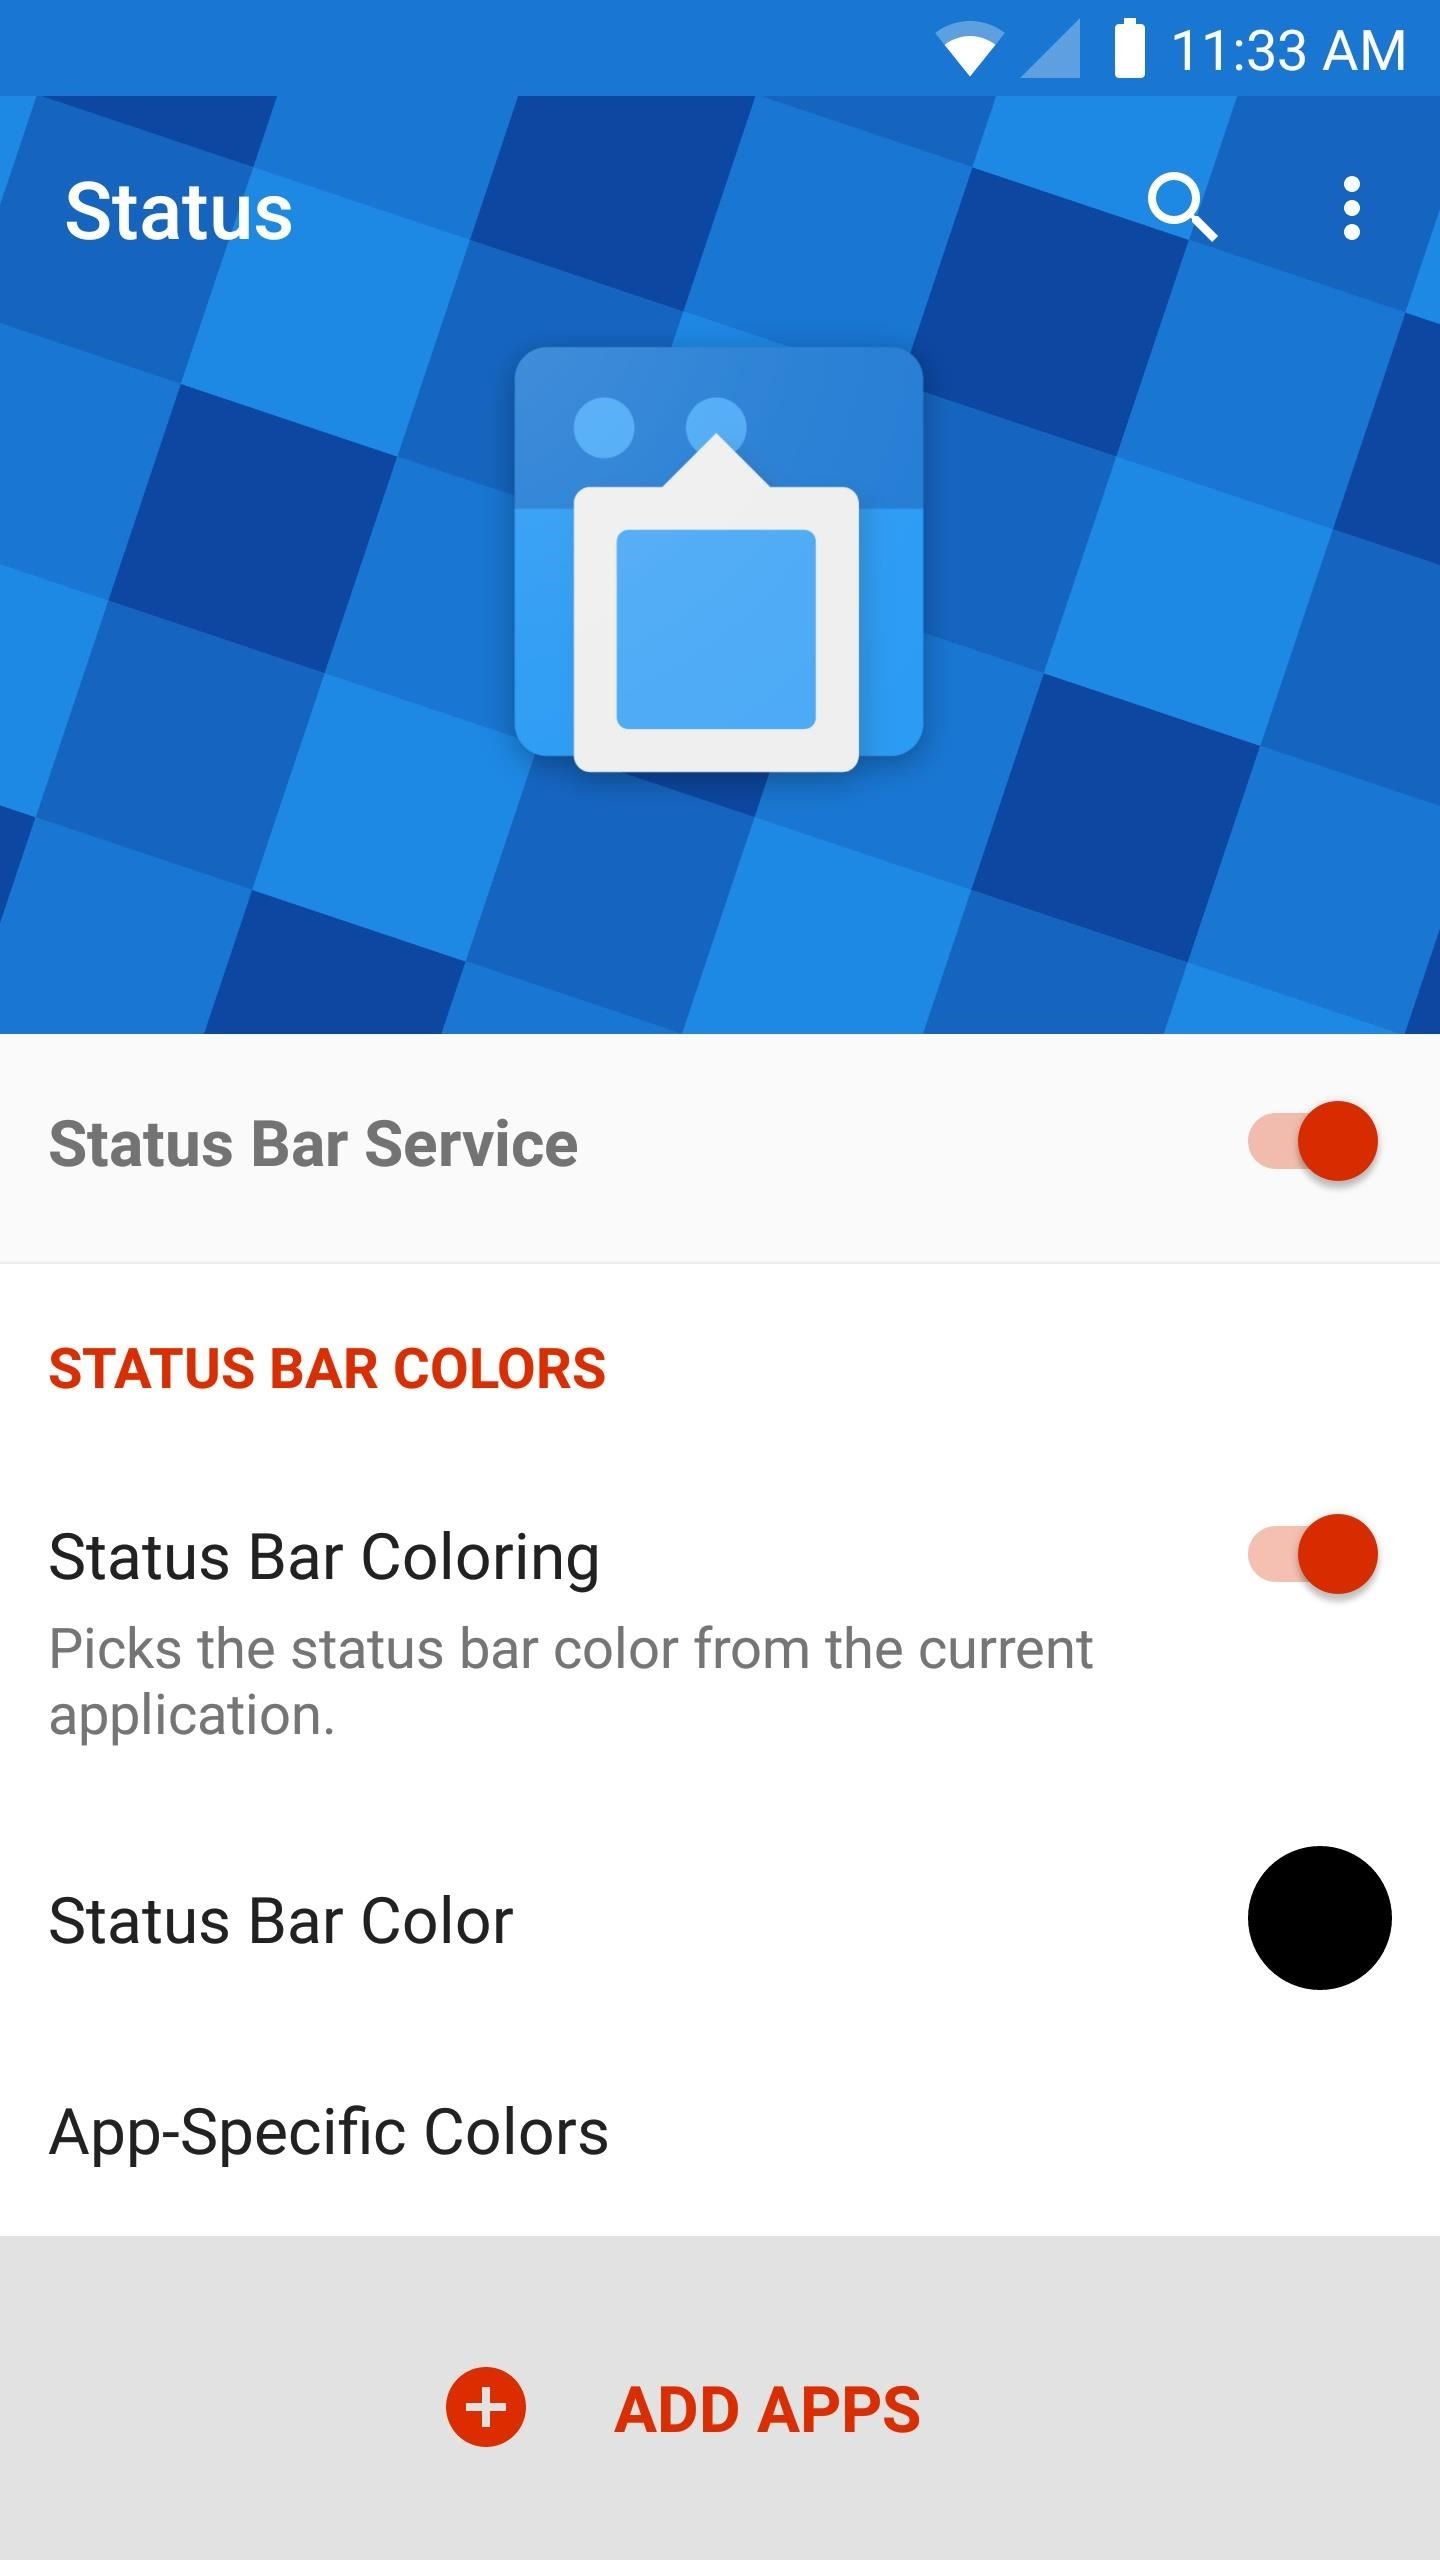 11:33 AM
Status
Status Bar Service
STATUS BAR COLORS
Status Bar Coloring
Picks the status bar color from the current
application.
Status Bar Color
App-Specific Colors
ADD APPS